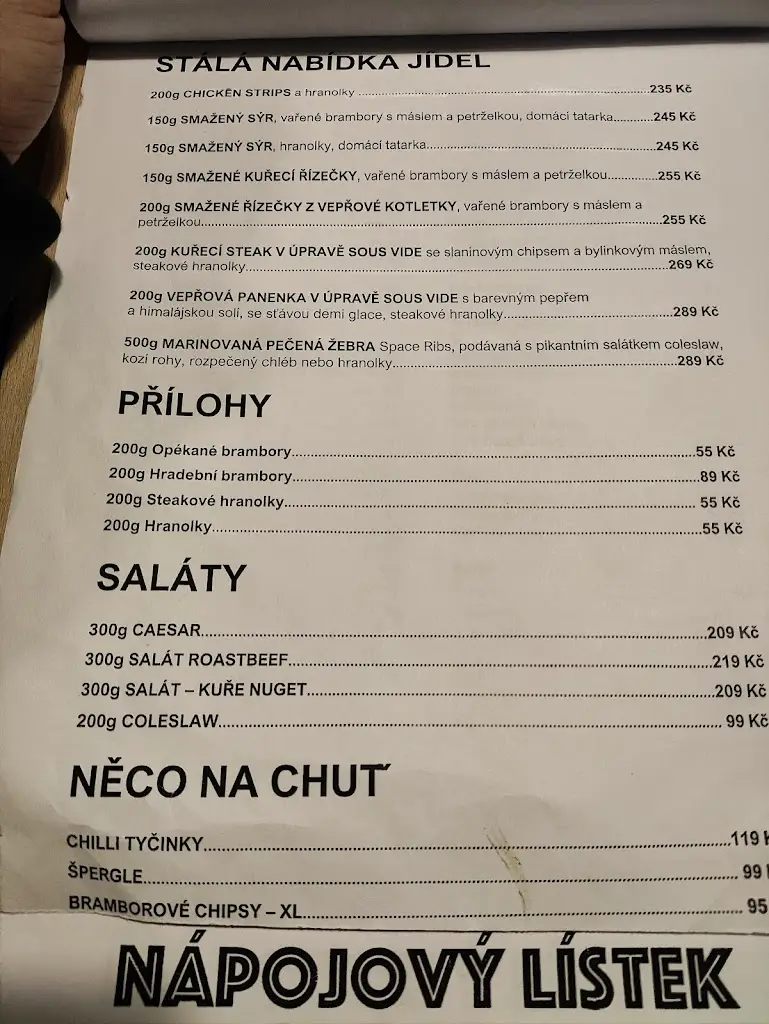 STÁLÁ NABÍDKA JÍDEL
200g CHICKEN STRIPS a hranolky ........ 235 Kč
150g SMAŽENÝ SÝR, vařené brambory s máslem a petrželkou, domácí tatarka........245 Kč
150g SMAŽENÝ SÝR, hranolky, domácí tatarka........245 Kč
150g SMAŽENÉ KUŘECÍ ŘÍZEČKY, vařené brambory s máslem a petrželkou........255 Kč
200g SMAŽENÉ ŘÍZEČKY Z VEPŘOVÉ KOTLETKY, vařené brambory s máslem a
petrželkou........255 Kč
200g KUŘECÍ STEAK V ÚPRAVĚ SOUS VIDE se slaninovým chipsem a bylinkovým máslem,
steakové hranolky........269 Kč
200g VEPŘOVÁ PANENKA V ÚPRAVĚ SOUS VIDE s barevným pepřem
a himalájskou solí, se sťávou demi glace, steakové hranolky........289 Kč
500g MARINOVANÁ PEČENÁ ŽEBRA Space Ribs, podávaná s pikantním salátkem coleslaw,
kozí rohy, rozpečený chléb nebo hranolky........289 Kč
PŘÍLOHY
200g Opékané brambory........55 Kč
200g Hradební brambory........89 Kč
200g Steakové hranolky........ 55 Kč
200g Hranolky........55 Kč
SALÁTY
300g CAESAR........209 Kč
300g SALÁT ROASTBEEF........219 Kč
300g SALÁT – KUŘE NUGET........209 Kč
200g COLESLAW........ 99 Kč
NĚCO NA CHUŤ
CHILLI TYČINKY........119 K
ŠPERGLE........ 99
BRAMBOROVÉ CHIPSY – XL........ 95
NÁPOJOVÝ LÍSTEK